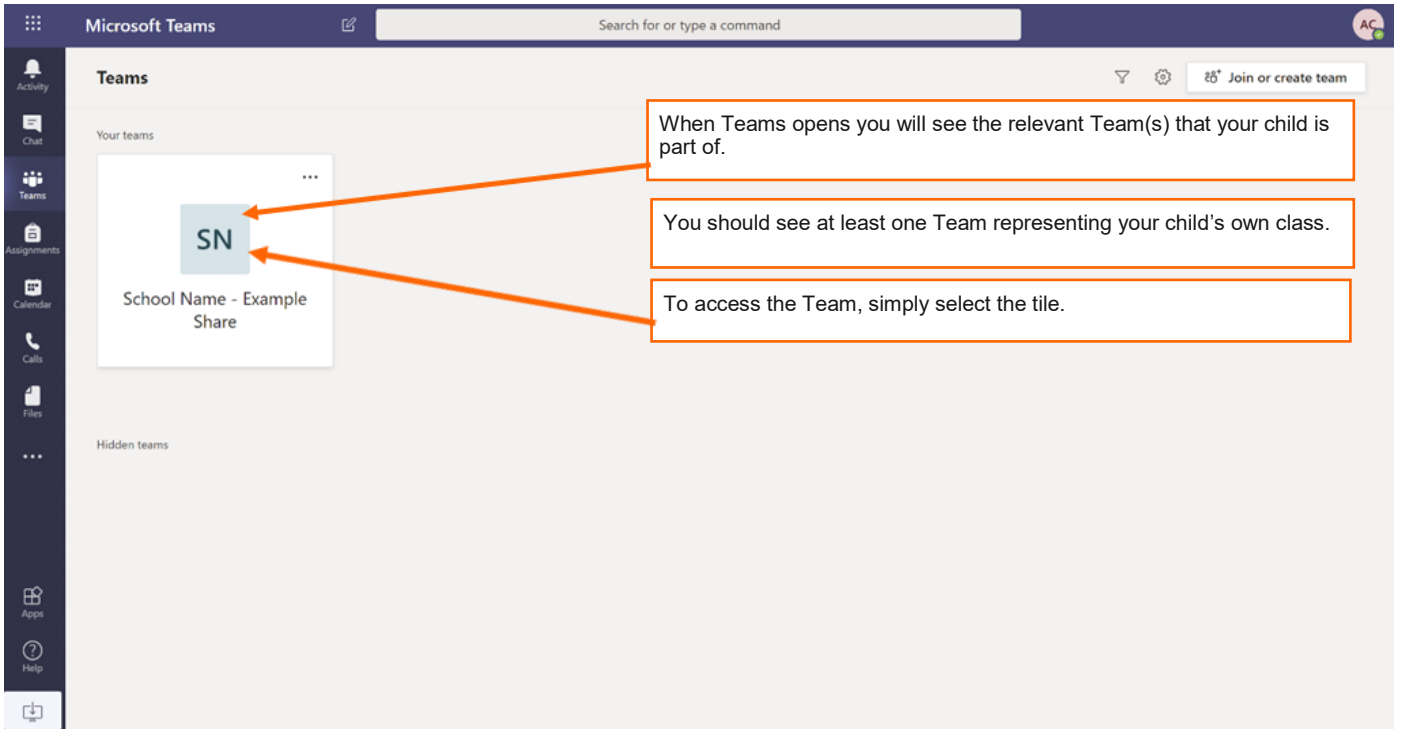 Microsoft Teams
Search for or type a command
AC
Activity
Chat
Teams
Assignments
Calendar
Calls
Files
Apps
Help
Teams
Join or create team
Your teams
SN
School Name - Example
Share
Hidden teams
When Teams opens you will see the relevant Team(s) that your child is
part of.
You should see at least one Team representing your child’s own class.
To access the Team, simply select the tile.